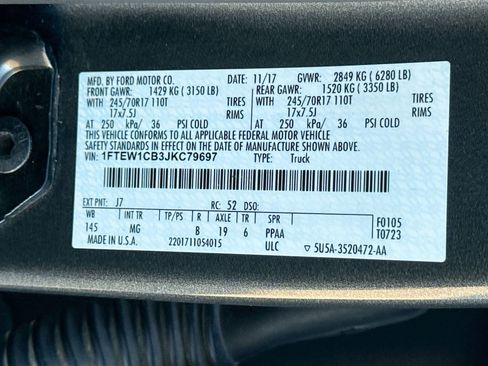 MFD. BY FORD MOTOR CO. DATE: 11/17 GVWR: 2849 KG ( 6280 LB)
FRONT GAWR: 1429 KG ( 3150 LB) REAR GAWR: 1520 KG ( 3350 LB)
WITH 245/70R17 110T TIRES WITH 245/70R17 110T TIRES
17x7.5J RIMS 17x7.5J RIMS
AT 250 kPa/ 36 PSI COLD AT 250 kPa/ 36 PSI COLD
THIS VEHICLE CONFORMS TO ALL APPLICABLE FEDERAL MOTOR VEHICLE
SAFETY STANDARDS IN EFFECT ON THE DATE OF MANUFACTURE SHOWN ABOVE.
VIN: 1FTEW1CB3JKC79697 TYPE: Truck
EXT PNT: J7 RC: 52 DSO:
WB INT TR TP/PS R AXLE TR SPR F0105
145 MG B 19 6 PPAA T0723
MADE IN U.S.A. 2201711054015 ULC ▽ 5U5A-3520472-AA